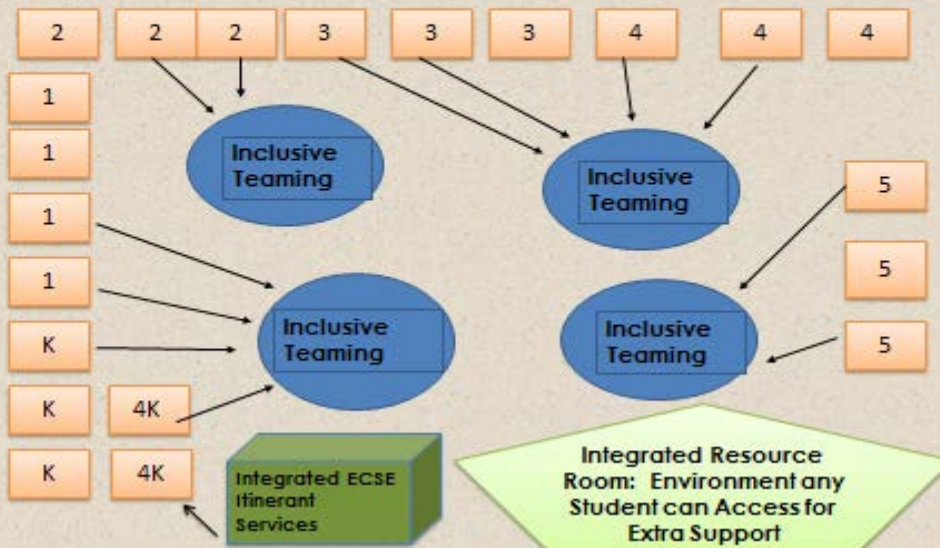 2 2 2 3 3 3 4 4 4
1
1
1
1
K
K 4K
K 4K
Inclusive
Teaming
Inclusive
Teaming
Inclusive
Teaming
Inclusive
Teaming
5
5
5
Integrated ECSE
Itinerant
Services
Integrated Resource
Room: Environment any
Student can Access for
Extra Support